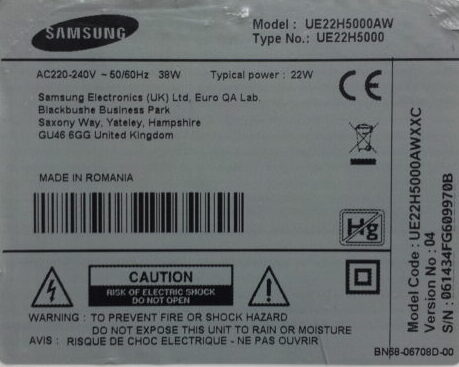 SAMSUNG
Model : UE22H5000AW
Type No.: UE22H5000
AC220-240V ~ 50/60Hz 38W Typical power : 22W
Samsung Electronics (UK) Ltd, Euro QA Lab.
Blackbushe Business Park
Saxony Way, Yateley, Hampshire
GU46 6GG United Kingdom
CE
MADE IN ROMANIA
Hg
CAUTION
RISK OF ELECTRIC SHOCK
DO NOT OPEN
WARNING : TO PREVENT FIRE OR SHOCK HAZARD
DO NOT EXPOSE THIS UNIT TO RAIN OR MOISTURE
AVIS : RISQUE DE CHOC ELECTRIQUE - NE PAS OUVRIR
Model Code : UE22H5000AWXXC
Version No : 04
S/N : 061434FG609970B
BN68-06708D-00